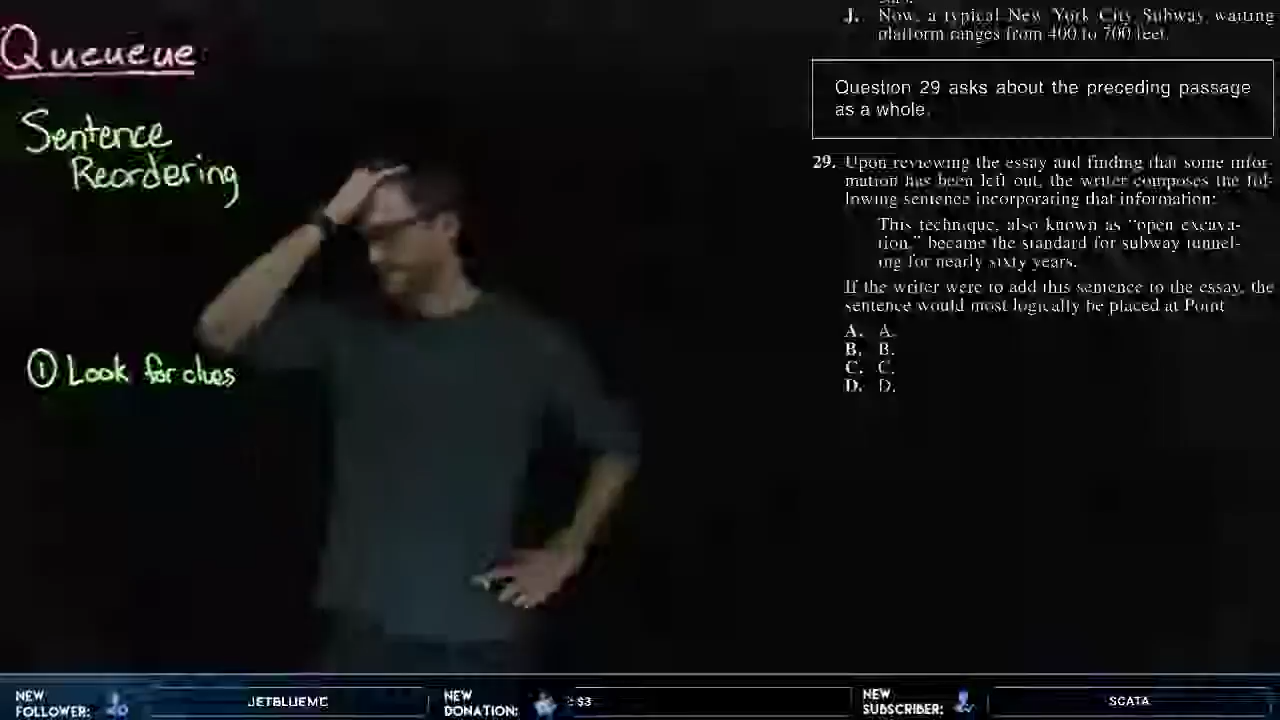 Queueue
Sentence
Reordering
① Look for clues
J. Now, a typical New York City Subway waiting
platform ranges from 400 to 700 feet.
Question 29 asks about the preceding passage
as a whole.
29. Upon reviewing the essay and finding that some infor-
mation has been left out, the writer composes the fol-
lowing sentence incorporating that information:
This technique, also known as "open excava-
tion," became the standard for subway tunnel-
ing for nearly sixty years.
If the writer were to add this sentence to the essay, the
sentence would most logically be placed at Point
A. A.
B. B.
C. C.
D. D.
NEW
FOLLOWER:
JETBLUEMC
NEW
DONATION:
$3
NEW
SUBSCRIBER:
SCATA